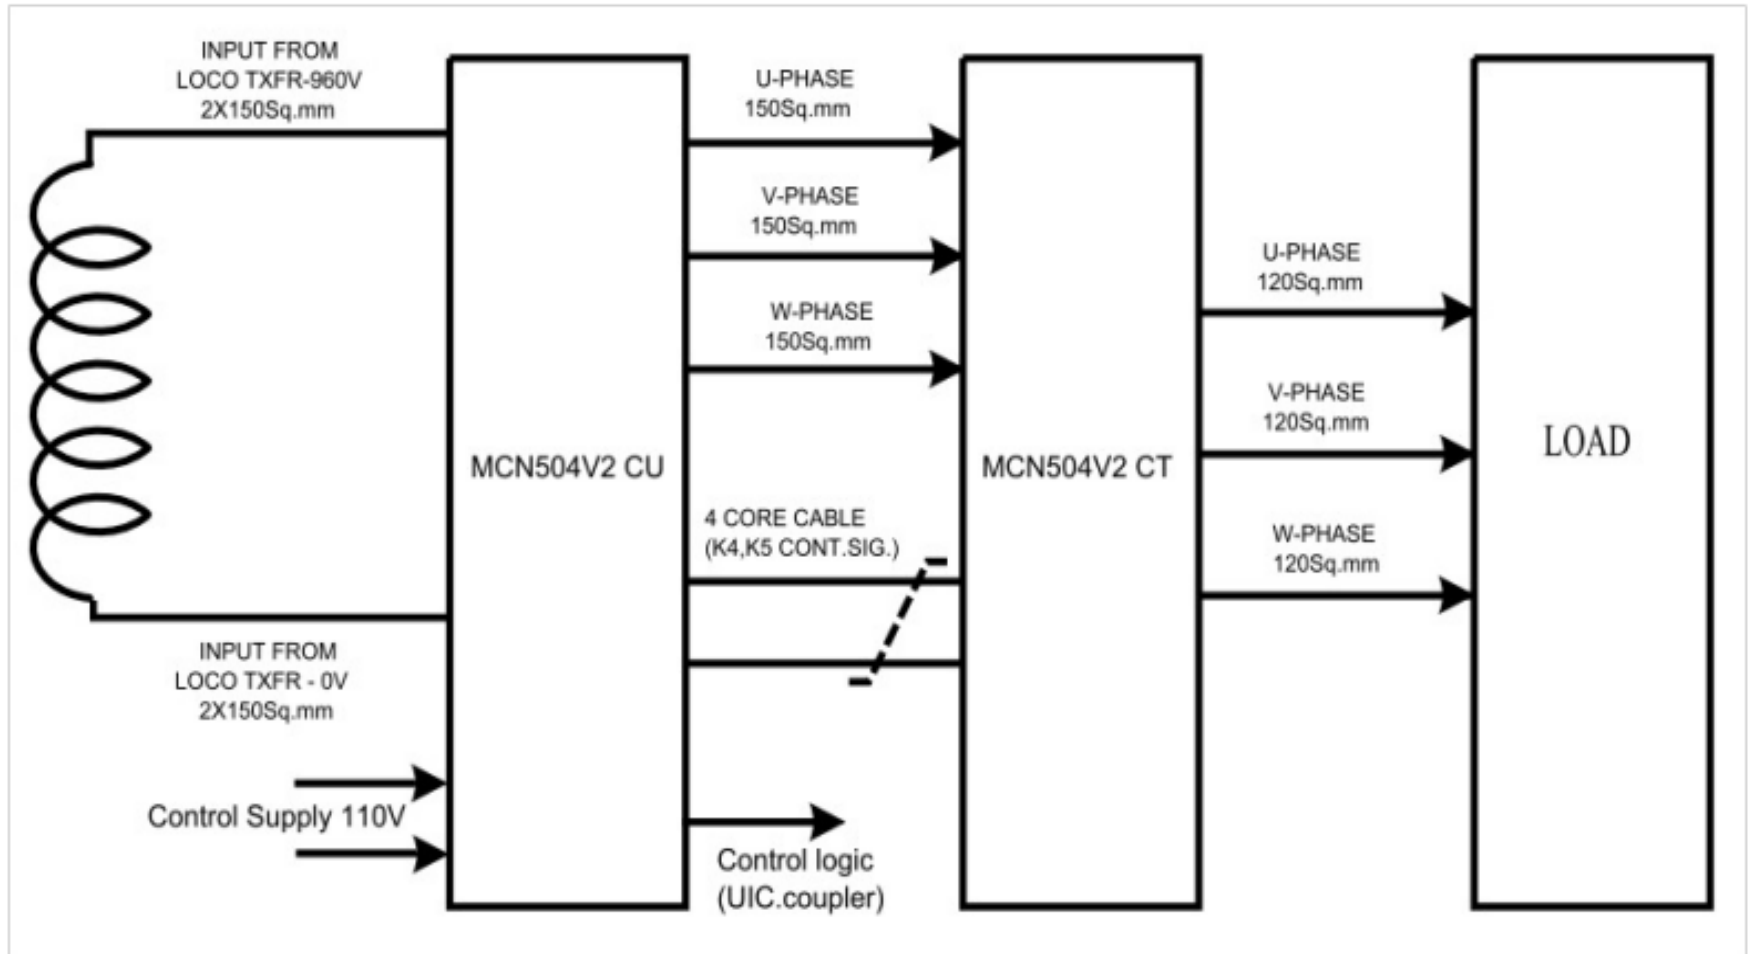 INPUT FROM
LOCO TXFR-960V
2X150Sq.mm
U-PHASE
150Sq.mm
V-PHASE
150Sq.mm
W-PHASE
150Sq.mm
U-PHASE
120Sq.mm
V-PHASE
120Sq.mm
W-PHASE
120Sq.mm
MCN504V2 CU
MCN504V2 CT
LOAD
4 CORE CABLE
(K4,K5 CONT.SIG.)
INPUT FROM
LOCO TXFR - 0V
2X150Sq.mm
Control Supply 110V
Control logic
(UIC.coupler)